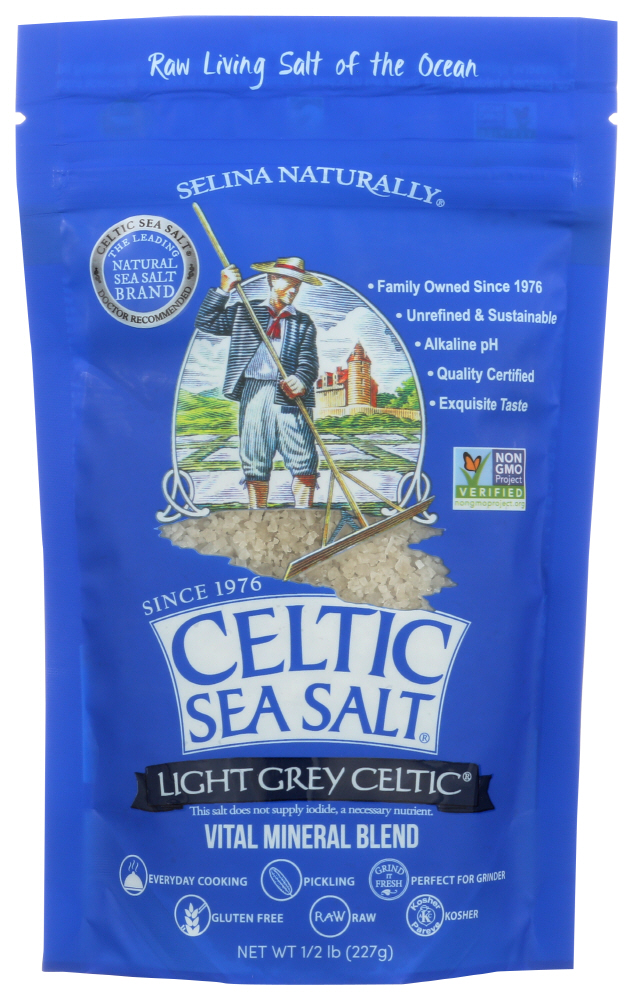 Raw Living Salt of the Ocean
SELINA NATURALLY®
CELTIC SEA SALT®
THE LEADING
NATURAL
SEA SALT
BRAND
DOCTOR RECOMMENDED
• Family Owned Since 1976
• Unrefined & Sustainable
• Alkaline pH
• Quality Certified
• Exquisite Taste
NON
GMO
Project
VERIFIED
nongmoproject.org
SINCE 1976
CELTIC
SEA SALT®
LIGHT GREY CELTIC®
This salt does not supply iodide, a necessary nutrient.
VITAL MINERAL BLEND
EVERYDAY COOKING
PICKLING
GRIND
IT
FRESH
PERFECT FOR GRINDER
GLUTEN FREE
RAW
RAW
Kosher
K
Pareve
KOSHER
NET WT 1/2 lb (227g)